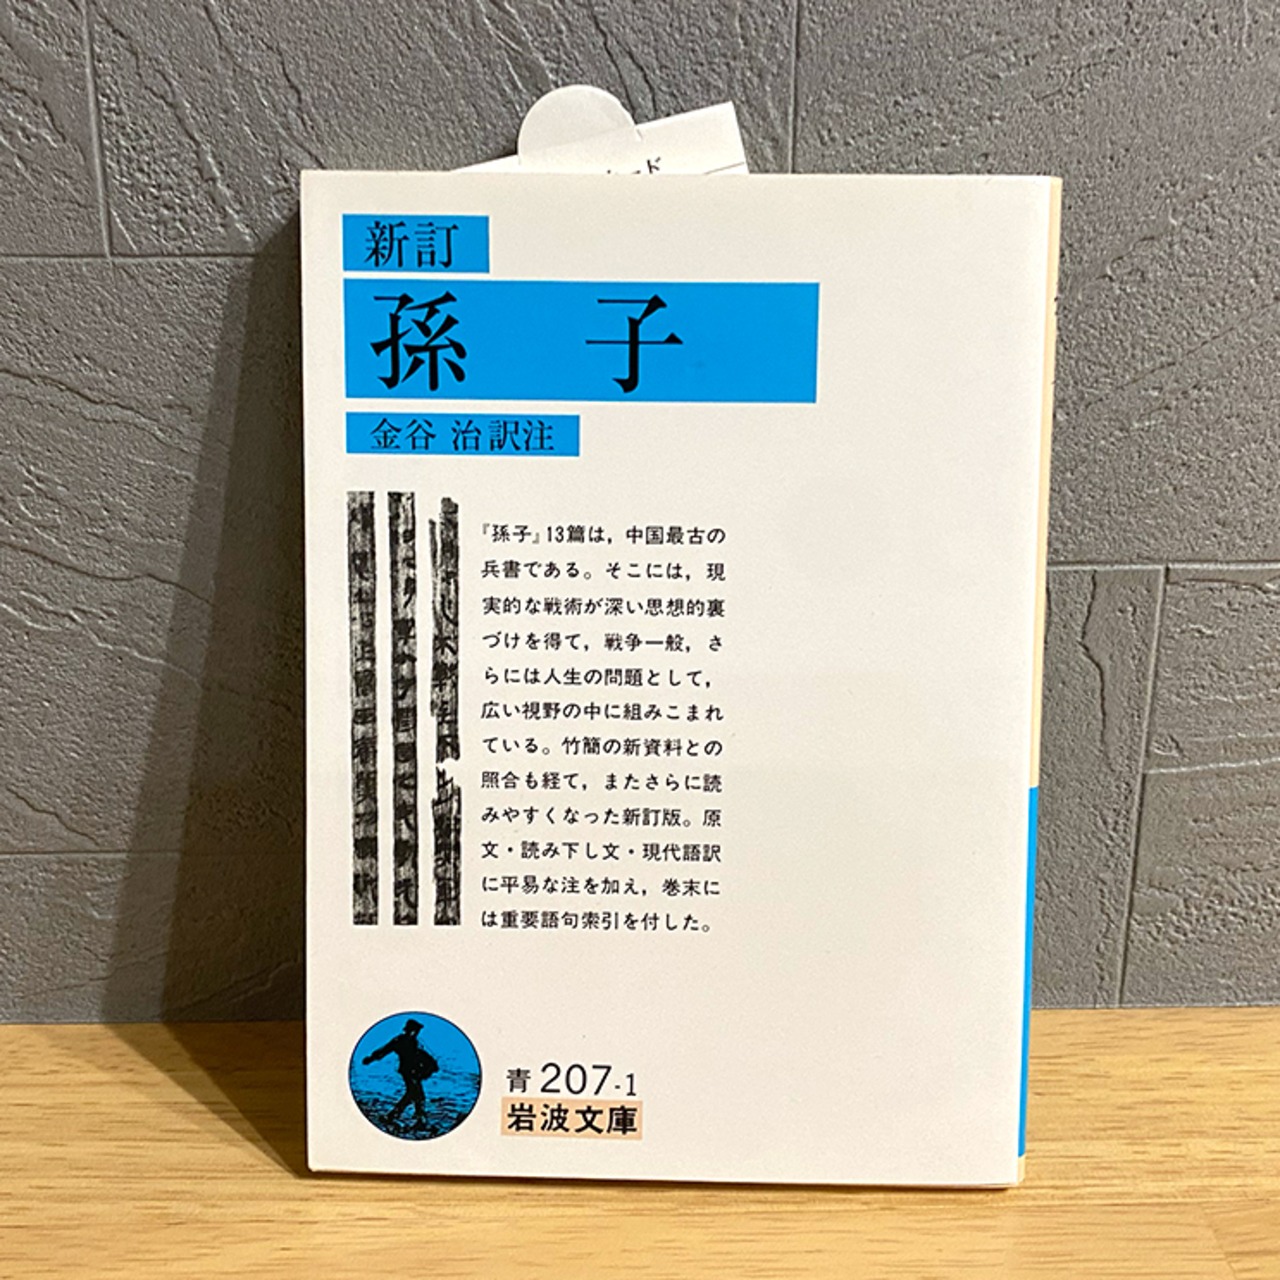 ード
新訂
孫 子
金谷 治訳注
『孫子』13篇は，中国最古の
兵書である。そこには，現
実的な戦術が深い思想的裏
づけを得て，戦争一般，さ
らには人生の問題として，
広い視野の中に組みこまれ
ている。竹簡の新資料との
照合も経て，またさらに読
みやすくなった新訂版。原
文・読み下し文・現代語訳
に平易な注を加え，巻末に
は重要語句索引を付した。
青 207-1
岩波文庫